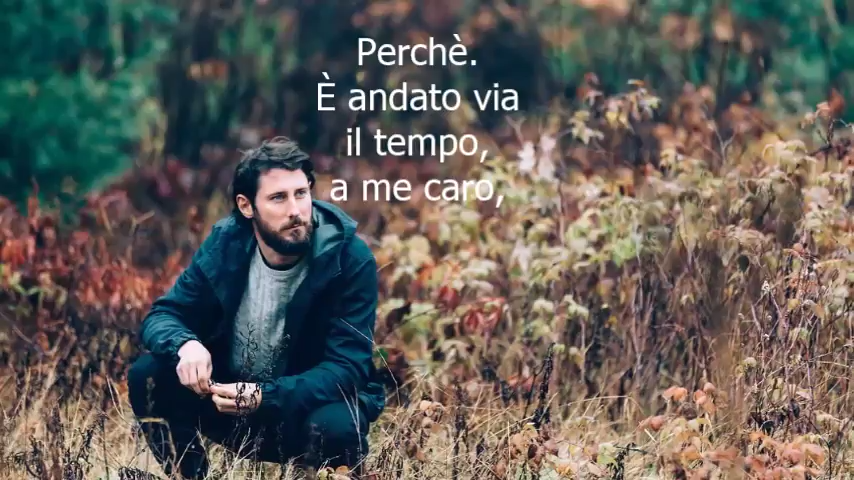 Perchè.
È andato via
il tempo,
a me caro,